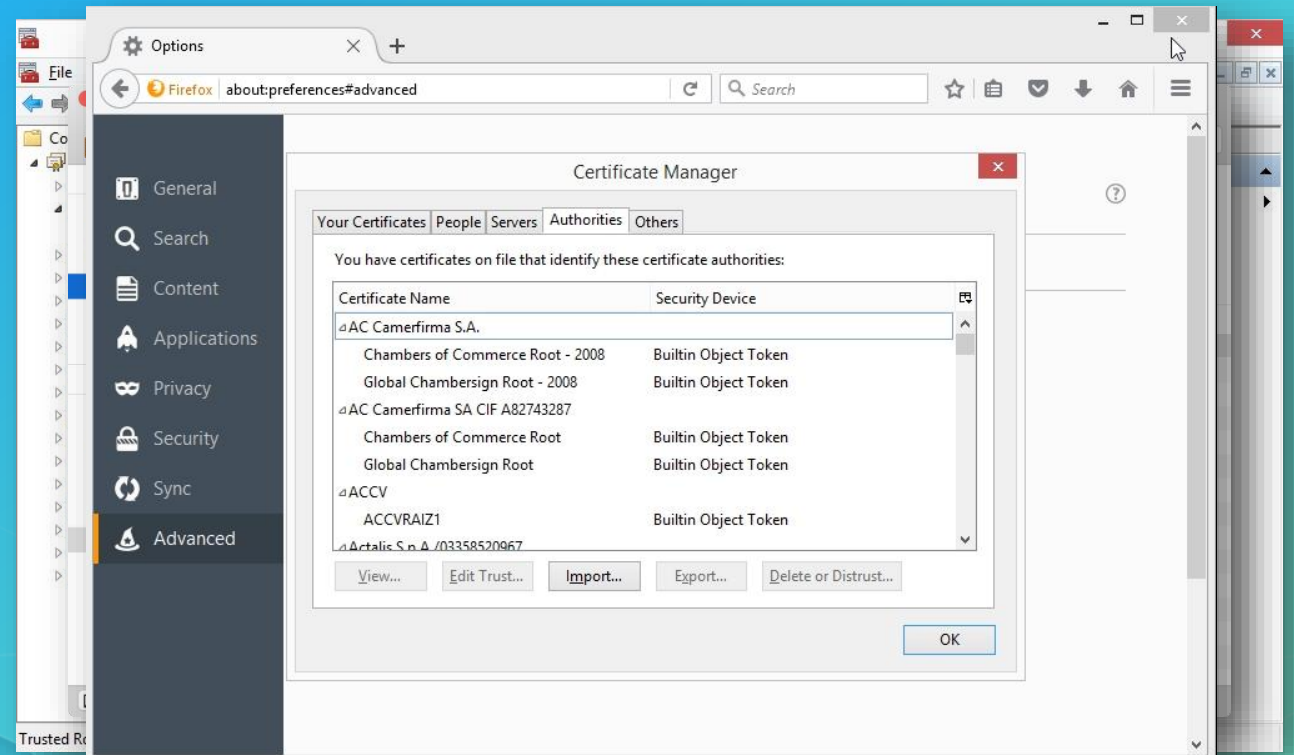 Options
File
Firefox about:preferences#advanced
Search
Co
Certificate Manager
General
Your Certificates People Servers Authorities Others
Search
You have certificates on file that identify these certificate authorities:
Content
Certificate Name Security Device
AC Camerfirma S.A.
Applications
Chambers of Commerce Root - 2008 Builtin Object Token
Global Chambersign Root - 2008 Builtin Object Token
Privacy
AC Camerfirma SA CIF A82743287
Security
Chambers of Commerce Root Builtin Object Token
Global Chambersign Root Builtin Object Token
Sync
ACCV
ACCVRAIZ1 Builtin Object Token
Advanced
Actalis S.p.A./03358520967
View... Edit Trust... Import... Export... Delete or Distrust...
OK
Trusted Ro